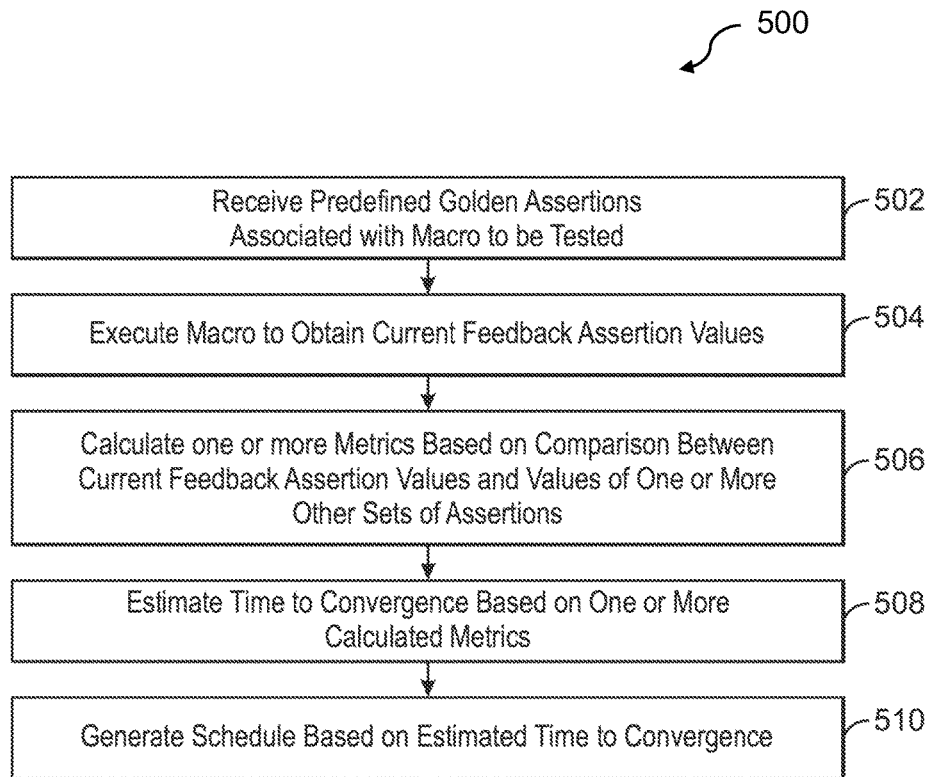 500
Receive Predefined Golden Assertions
Associated with Macro to be Tested
502
Execute Macro to Obtain Current Feedback Assertion Values
504
Calculate one or more Metrics Based on Comparison Between
Current Feedback Assertion Values and Values of One or More
Other Sets of Assertions
506
Estimate Time to Convergence Based on One or More
Calculated Metrics
508
Generate Schedule Based on Estimated Time to Convergence
510